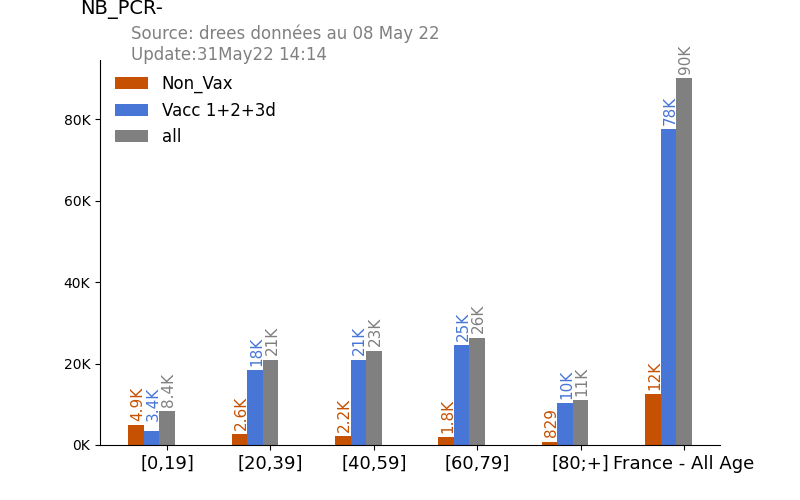 NB_PCR-
Source: drees données au 08 May 22
Update:31May22 14:14
Non_Vax
Vacc 1+2+3d
all
80K
60K
40K
20K
0K
4.9K
3.4K
8.4K
2.6K
18K
21K
2.2K
21K
23K
1.8K
25K
26K
829
10K
11K
12K
78K
90K
[0,19]
[20,39]
[40,59]
[60,79]
[80;+]
France - All Age